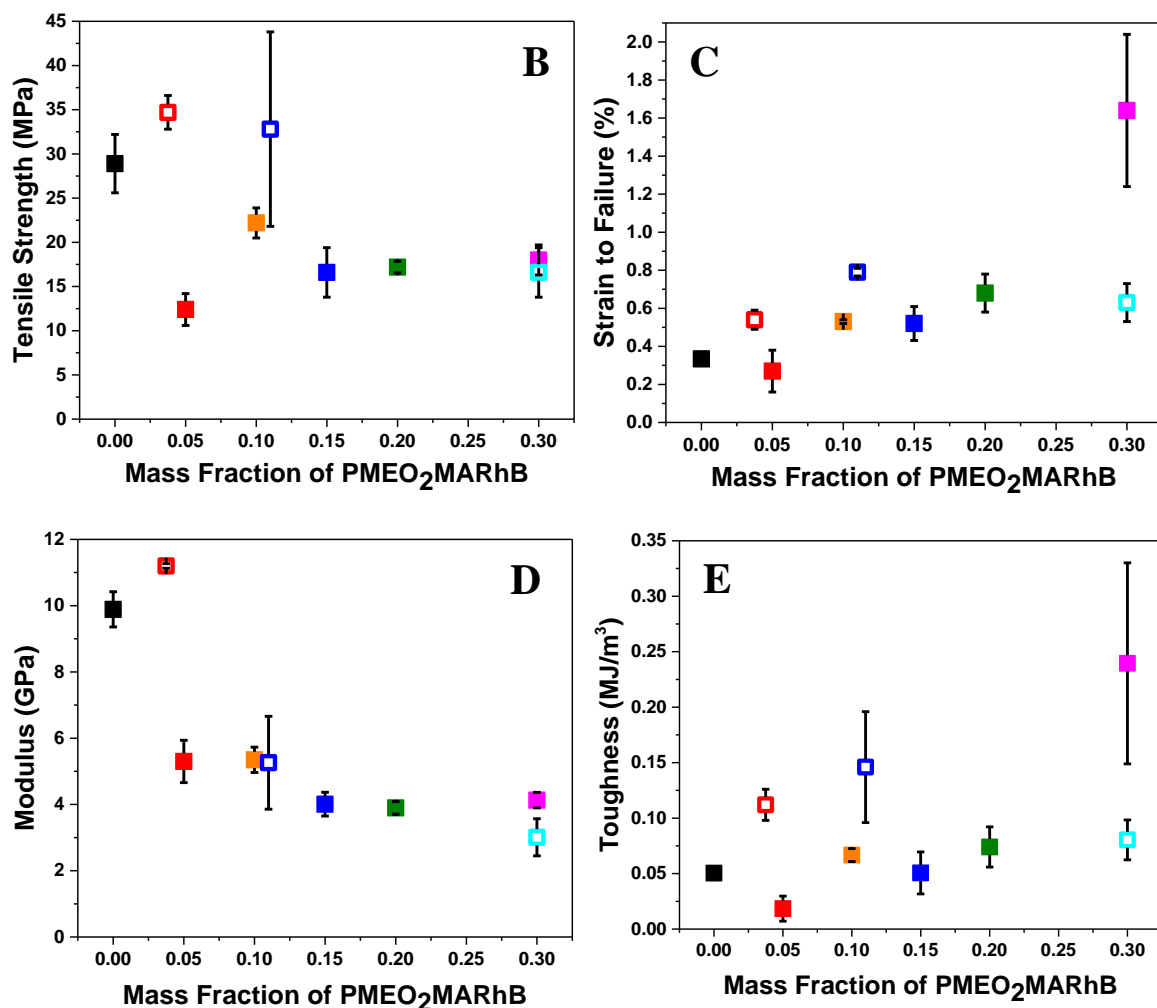 B
45
40
35
30
25
20
15
10
5
0
Tensile Strength (MPa)
0.00 0.05 0.10 0.15 0.20 0.25 0.30
Mass Fraction of PMEO2MARhB
C
2.0
1.6
1.2
0.8
0.6
0.4
0.2
0.0
Strain to Failure (%)
0.00 0.05 0.10 0.15 0.20 0.25 0.30
Mass Fraction of PMEO2MARhB
D
12
10
8
6
4
2
0
Modulus (GPa)
0.00 0.05 0.10 0.15 0.20 0.25 0.30
Mass Fraction of PMEO2MARhB
E
0.35
0.30
0.25
0.20
0.15
0.10
0.05
0.00
Toughness (MJ/m³)
0.00 0.05 0.10 0.15 0.20 0.25 0.30
Mass Fraction of PMEO2MARhB